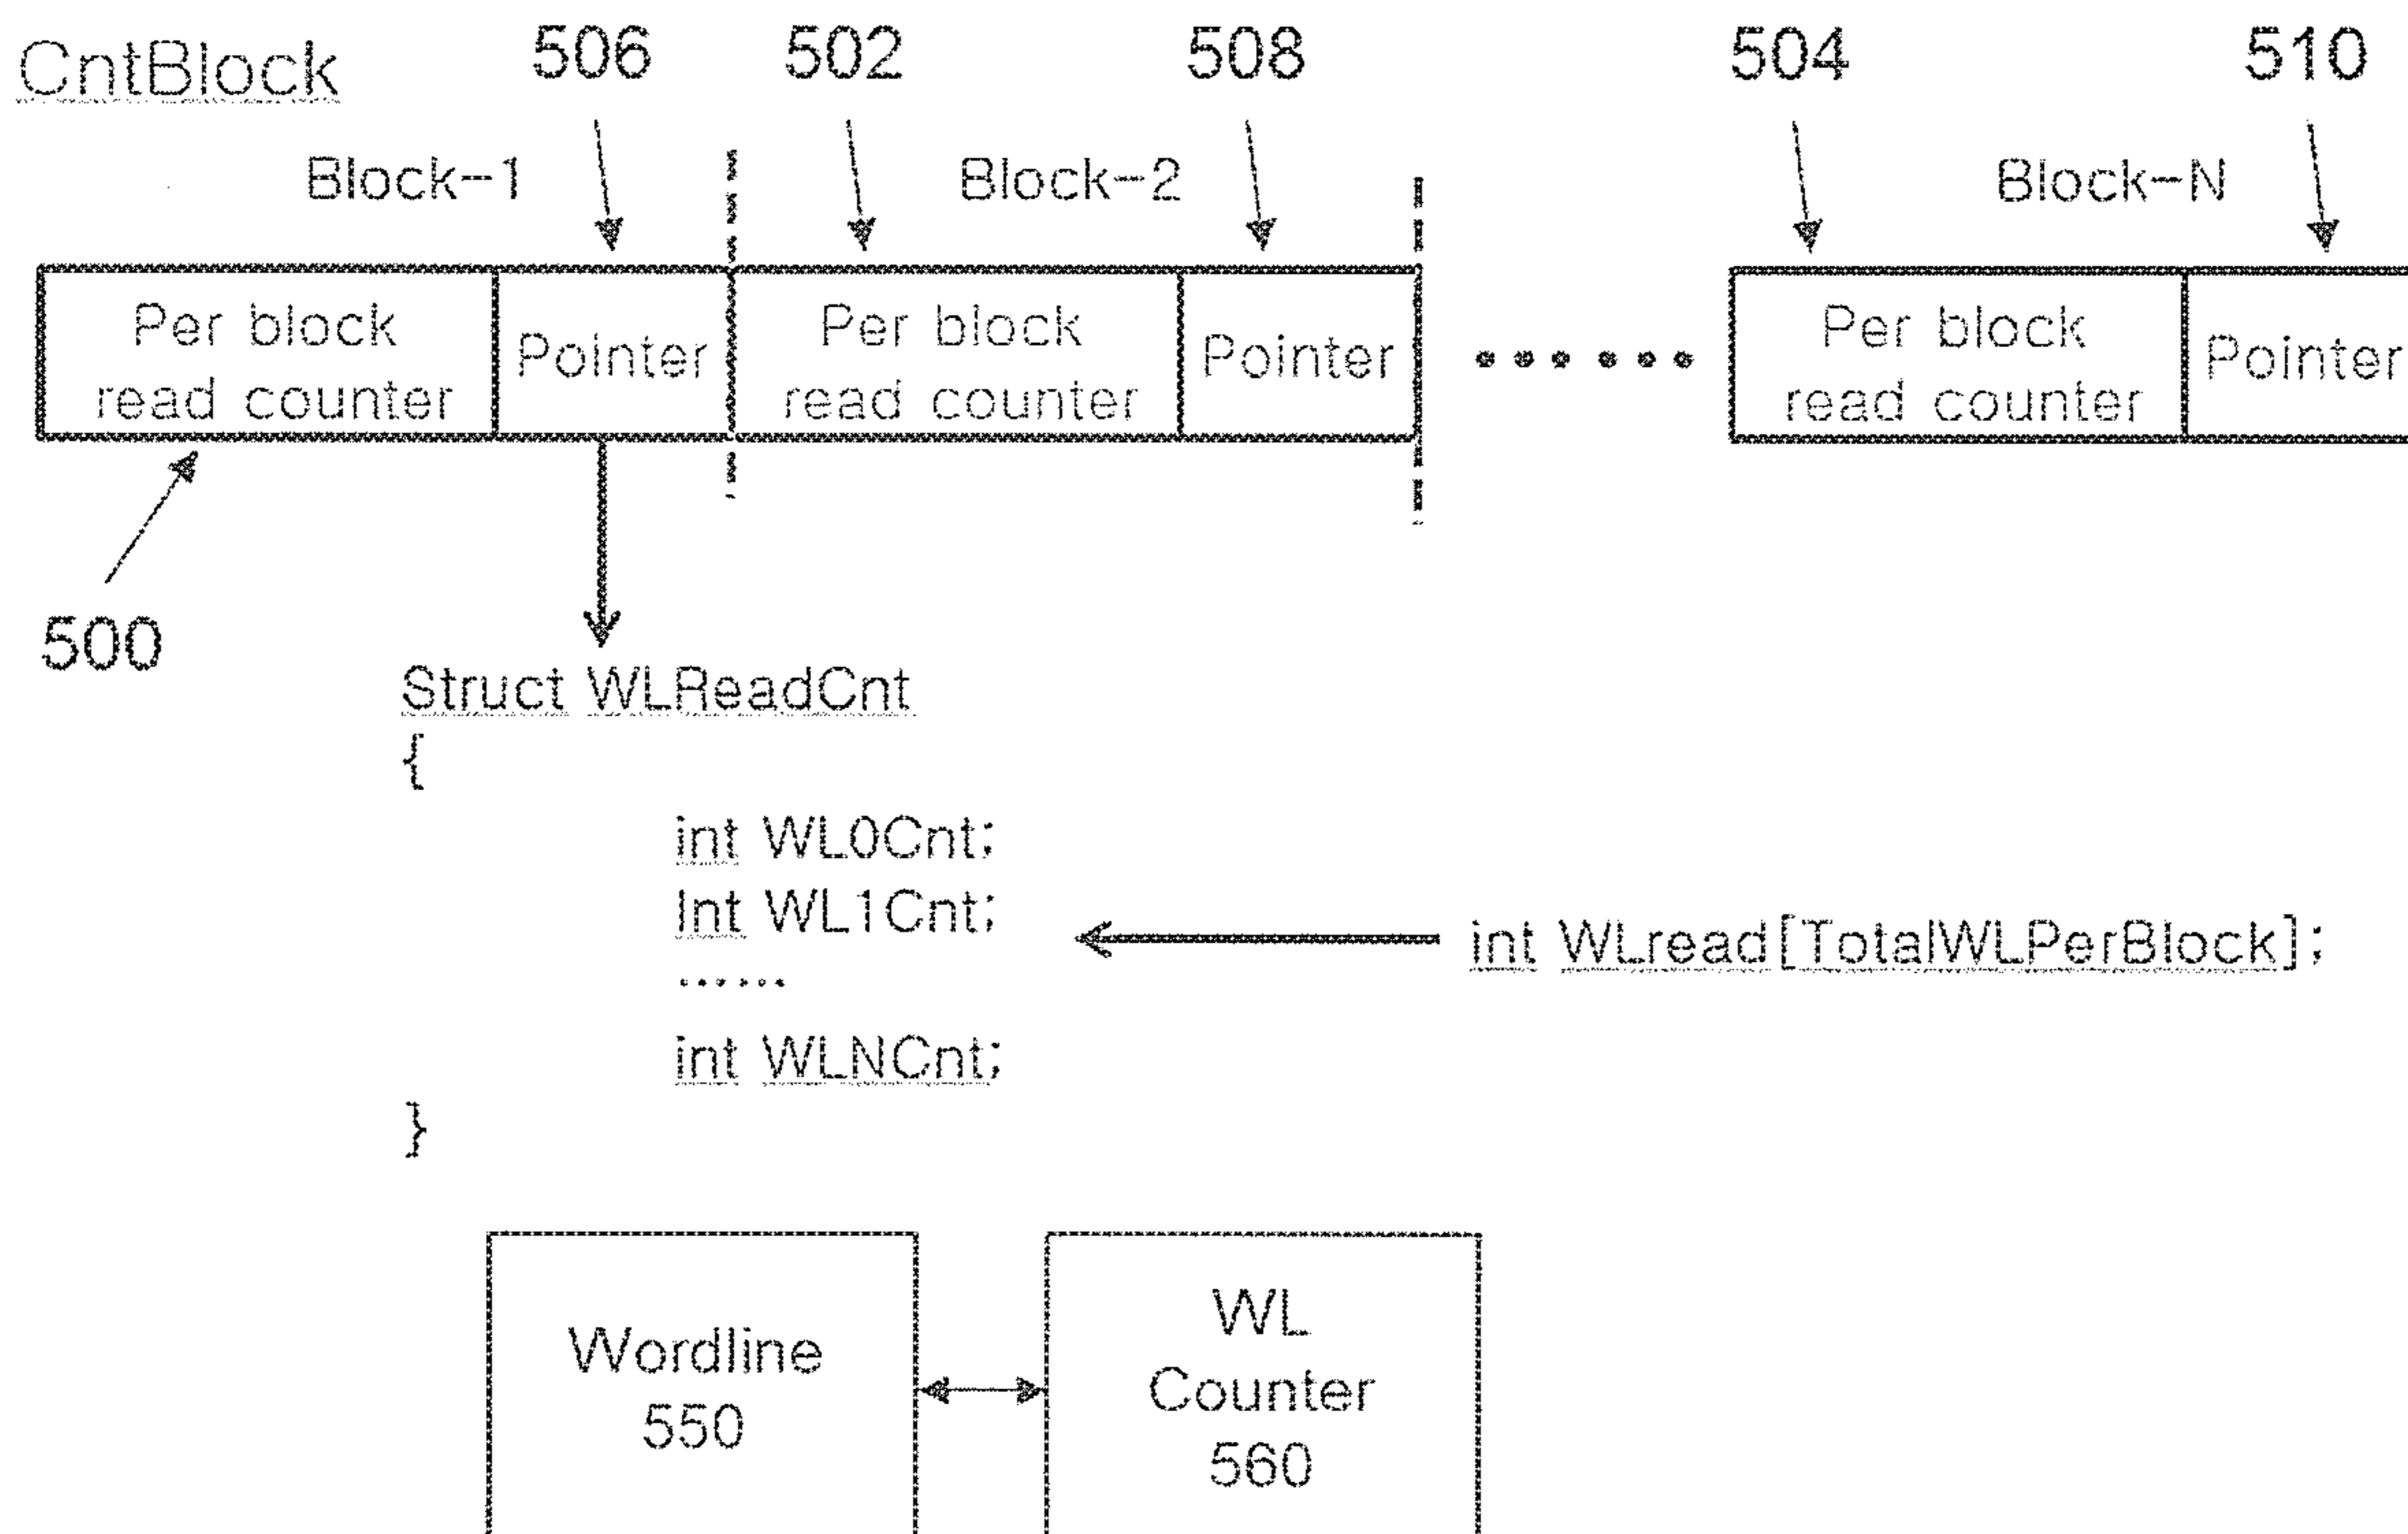 CntBlock
506 502 508 504 510
Block-1 Block-2 Block-N
Per block
read counter
Pointer
Per block
read counter
Pointer
......
Per block
read counter
Pointer
500
Struct WLReadCnt
{
int WL0Cnt;
Int WL1Cnt;
......
int WLNCnt;
}
int WLread[TotalWLPerBlock];
Wordline
550
WL
Counter
560